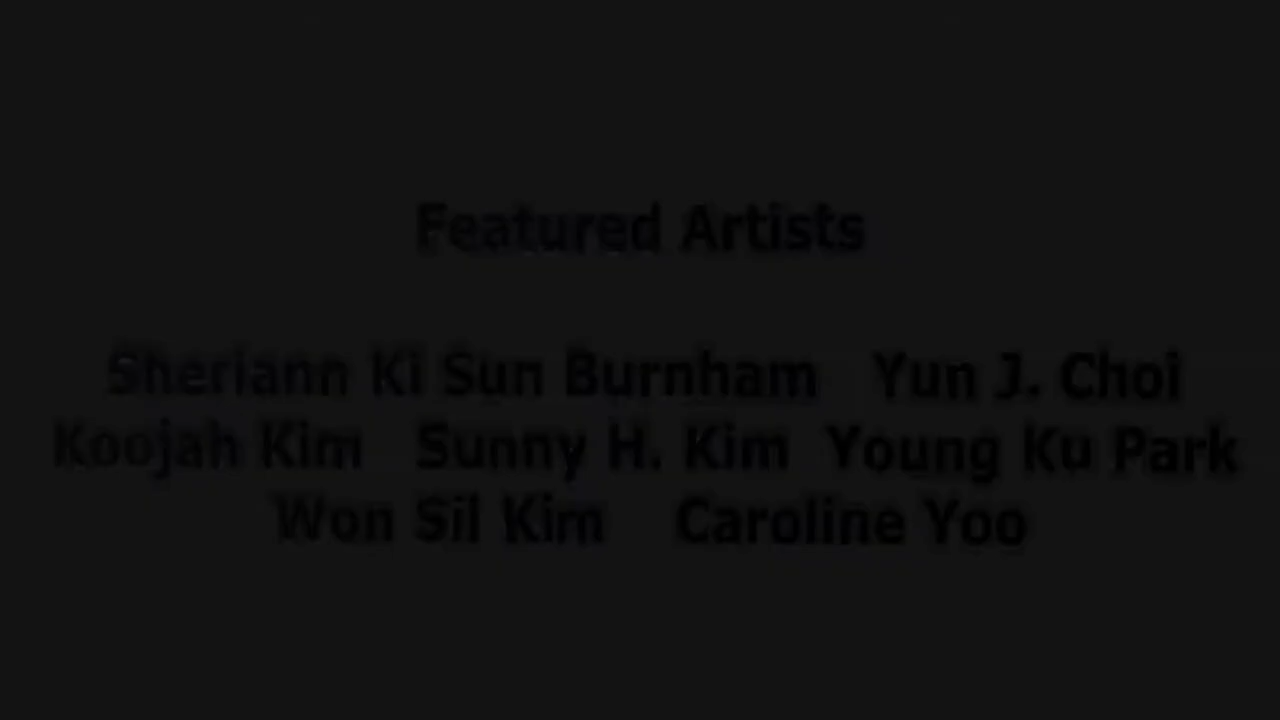 Featured Artists
Sheriann Ki Sun Burnham Yun J. Choi
Koojah Kim Sunny H. Kim Young Ku Park
Won Sil Kim Caroline Yoo